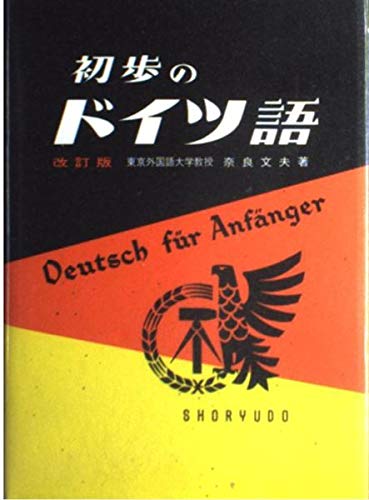 初歩の
ドイツ語
改訂版 東京外国語大学教授 奈良文夫著
Deutsch für Anfänger
SHORYUDO